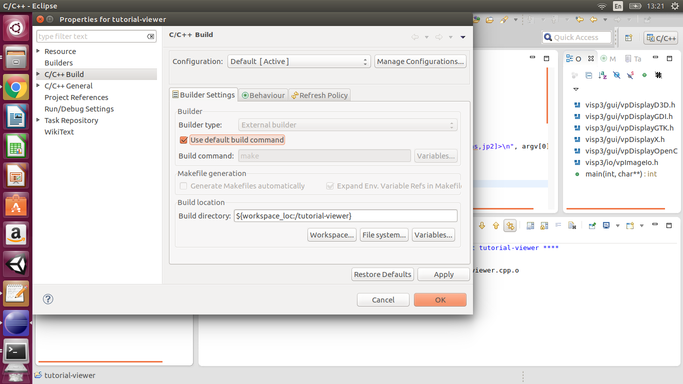 C/C++ - Eclipse
En
13:21
Properties for tutorial-viewer
type filter text
Resource
Builders
C/C++ Build
C/C++ General
Project References
Run/Debug Settings
Task Repository
WikiText
C/C++ Build
Configuration:
Default [ Active ]
Manage Configurations...
Builder Settings
Behaviour
Refresh Policy
Builder
Builder type:
External builder
Use default build command
Build command:
make
Variables...
Makefile generation
Generate Makefiles automatically
Expand Env. Variable Refs in Makefil
Build location
Build directory:
${workspace_loc:/tutorial-viewer}
Workspace...
File system...
Variables...
Restore Defaults
Apply
Cancel
OK
Quick Access
C/C++
O
M
Ta
visp3/gui/vpDisplayD3D.h
visp3/gui/vpDisplayGDI.h
visp3/gui/vpDisplayGTK.h
visp3/gui/vpDisplayX.h
visp3/gui/vpDisplayOpenC
visp3/io/vpImageIo.h
main(int, char**) : int
s,jp2]>\n", argv[0]
tutorial-viewer ****
iewer.cpp.o
tutorial-viewer